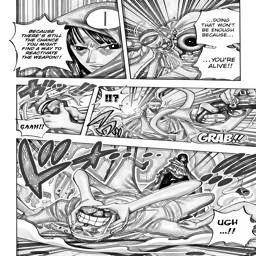 BECAUSE
THERE'S STILL
THE CHANCE
YOU MIGHT
FIND A WAY TO
REACTIVATE
THE WEAPON!!
...DOING
THAT WON'T
BE ENOUGH
BECAUSE...
...YOU'RE
ALIVE!!
GAAH!!
!!?
GRAB!!
UGH
...!!